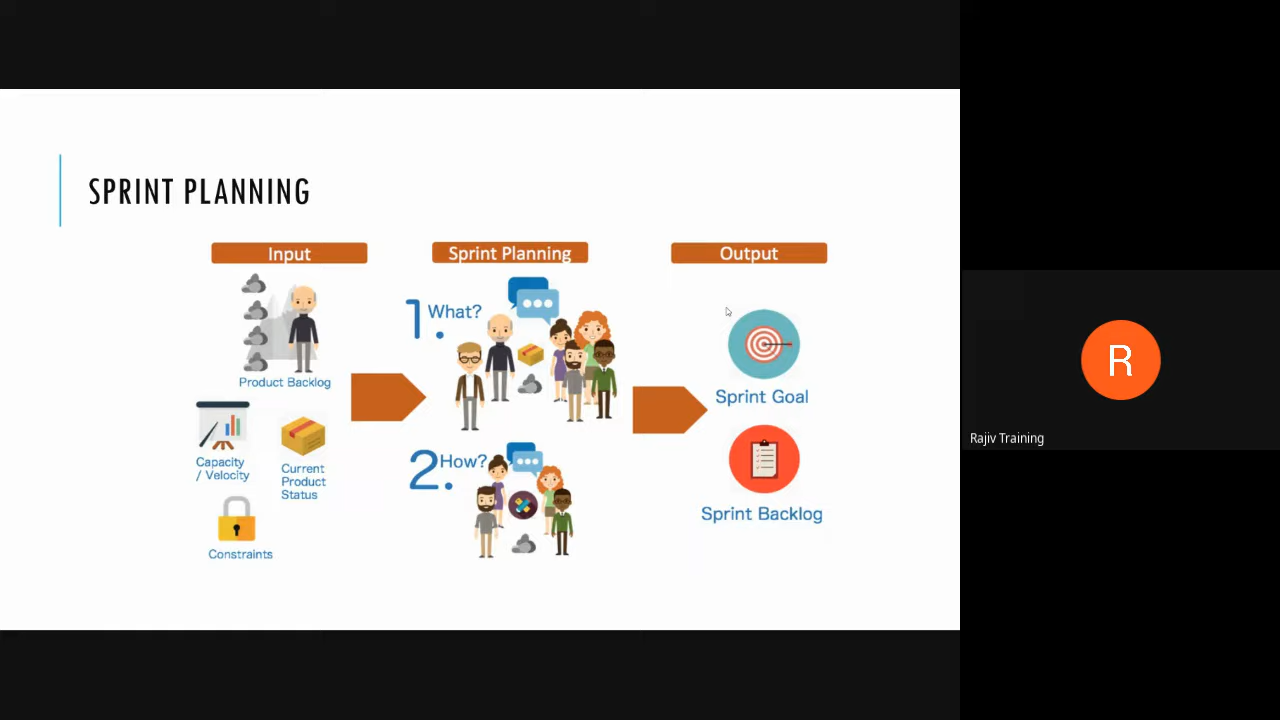 SPRINT PLANNING
Input
Sprint Planning
Output
Product Backlog
Capacity
/ Velocity
Current
Product
Status
Constraints
1. What?
2. How?
Sprint Goal
Sprint Backlog
R
Rajiv Training